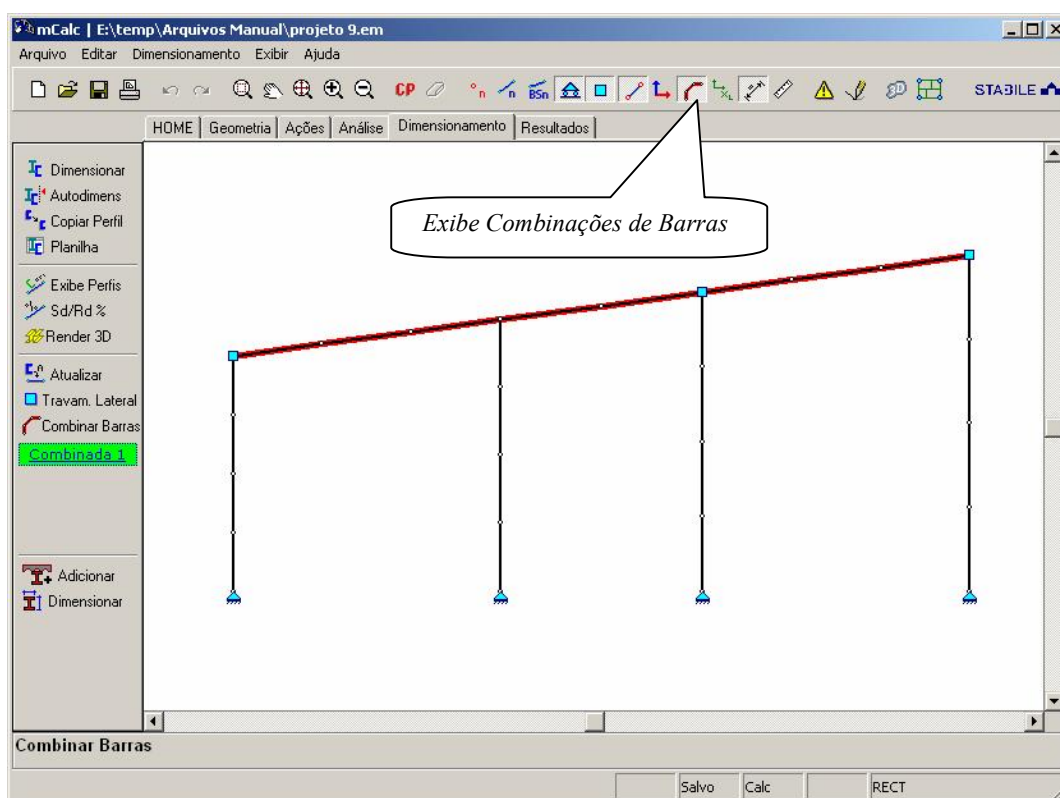 mCalc | E:\temp\Arquivos Manual\projeto 9.em
Arquivo Editar Dimensionamento Exibir Ajuda
CP n n BSn XL STABILE
HOME Geometria Ações Análise Dimensionamento Resultados
Dimensionar
Autodimens
Copiar Perfil
Planilha
Exibe Perfis
Sd/Rd %
Render 3D
Atualizar
Travam. Lateral
Combinar Barras
Combinada 1
Adicionar
Dimensionar
Exibe Combinações de Barras
Combinar Barras
Salvo Calc RECT